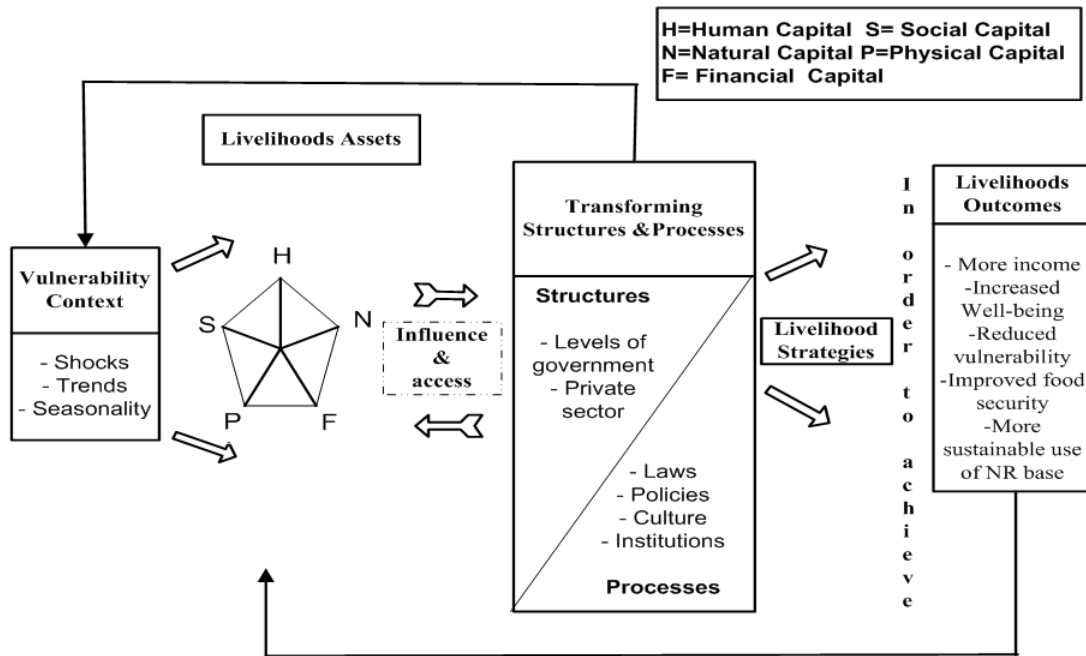 H=Human Capital S= Social Capital
N=Natural Capital P=Physical Capital
F= Financial Capital
Livelihoods Assets
Vulnerability
Context
- Shocks
- Trends
- Seasonality
H
S
N
P
F
Influence
&
access
Transforming
Structures &Processes
Structures
- Levels of
government
- Private
sector
- Laws
- Policies
- Culture
- Institutions
Processes
Livelihood
Strategies
In order to achieve
Livelihoods
Outcomes
- More income
-Increased
Well-being
-Reduced
vulnerability
-Improved food
security
-More
sustainable use
of NR base